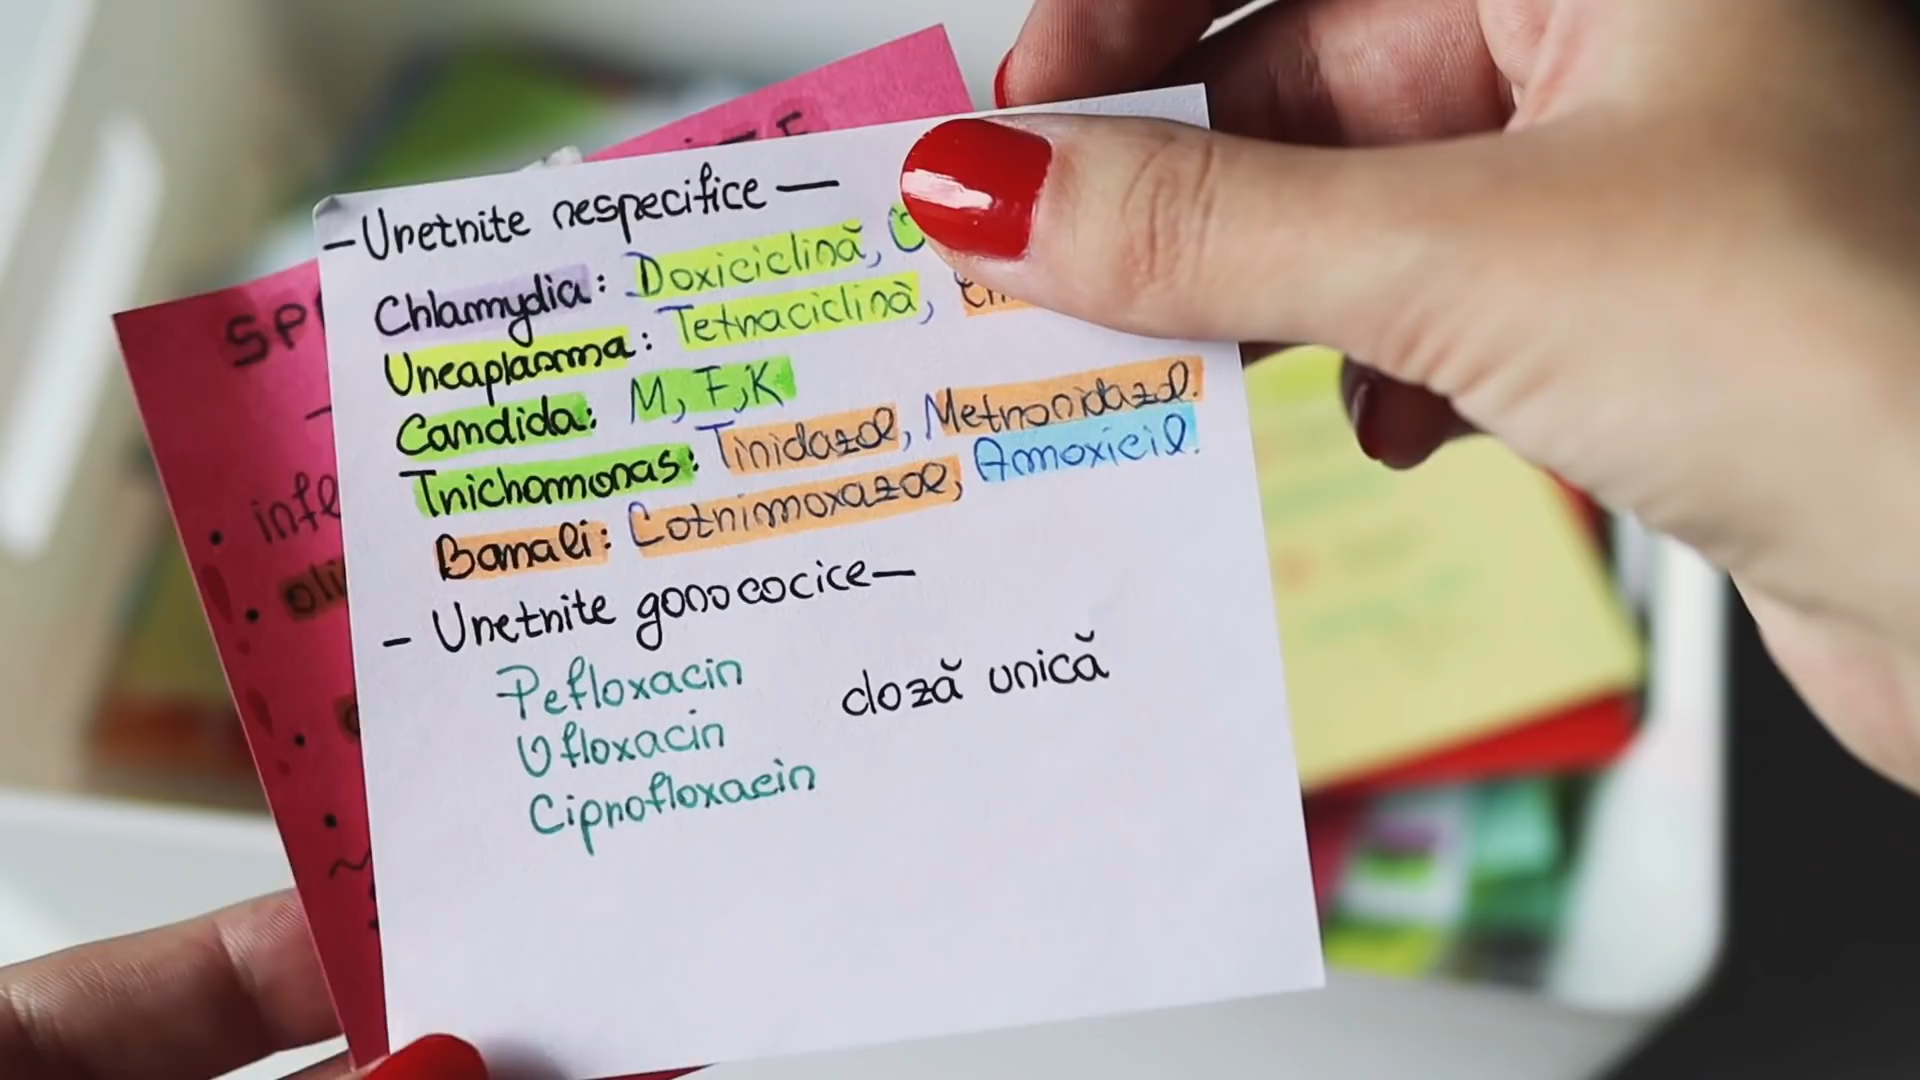 – Uretrite nespecifice –
Chlamydia: Doxiciclină,
Ureaplasma: Tetraciclină,
Candida: M, F, K
Trichomonas: Tinidazol, Metronidazol.
Banali: Cotrimoxazol, Amoxicil.
– Uretrite gonococice –
Pefloxacin
Ofloxacin doză unică
Ciprofloxacin